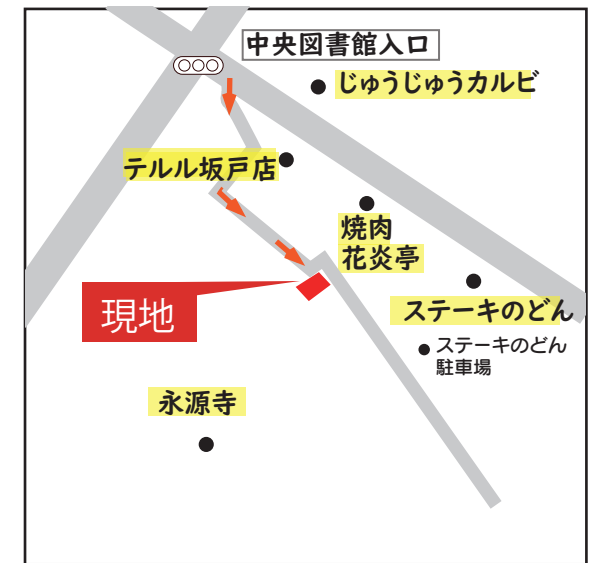 中央図書館入口
じゅうじゅうカルビ
テルル坂戸店
焼肉
花炎亭
ステーキのどん
現地
ステーキのどん
駐車場
永源寺